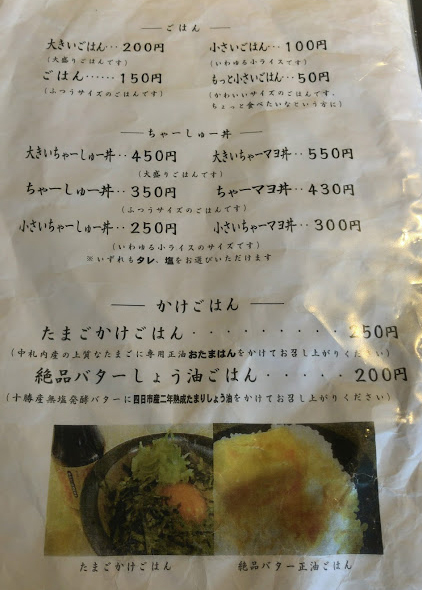 ごはん
大きいごはん‥200円 小さいごはん‥100円
(大盛りごはんです) (いわゆる小ライスです)
ごはん……150円 もっと小さいごはん‥50円
(ふつうサイズのごはんです) (かわいいサイズのごはんです、
ちょっと食べたいなという方に)
ちゃーしゅー丼
大きいちゃーしゅー丼‥450円 大きいちゃーマヨ丼‥550円
(大盛りごはんです)
ちゃーしゅー丼‥350円 ちゃーマヨ丼‥430円
(ふつうサイズのごはんです)
小さいちゃーしゅー丼‥250円 小さいちゃーマヨ丼‥300円
(いわゆる小ライスのサイズです)
※いずれもタレ、塩をお選びいただけます
かけごはん
たまごかけごはん・・・・・・・・・250円
(中札内産の上質なたまごに専用正油おたまはんをかけてお召し上がりください)
絶品バターしょう油ごはん・・・・・200円
(十勝産無塩発酵バターに四日市産二年熟成たまりしょう油をかけてお召し上がりください)
たまごかけごはん 絶品バター正油ごはん